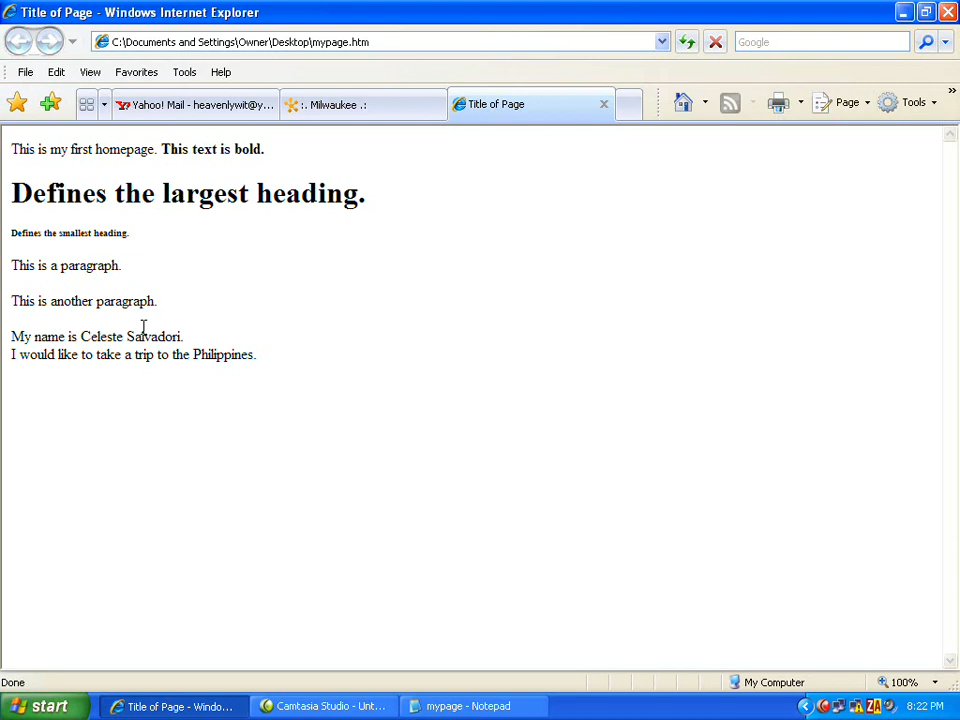 Title of Page - Windows Internet Explorer
C:\Documents and Settings\Owner\Desktop\mypage.htm
Google
File Edit View Favorites Tools Help
Yahoo! Mail - heavenlywit@y...
:. Milwaukee .:
Title of Page
Page
Tools
This is my first homepage. This text is bold.
Defines the largest heading.
Defines the smallest heading.
This is a paragraph.
This is another paragraph.
My name is Celeste Salvadori.
I would like to take a trip to the Philippines.
Done
My Computer
100%
start
Title of Page - Windo...
Camtasia Studio - Unt...
mypage - Notepad
ZA
8:22 PM